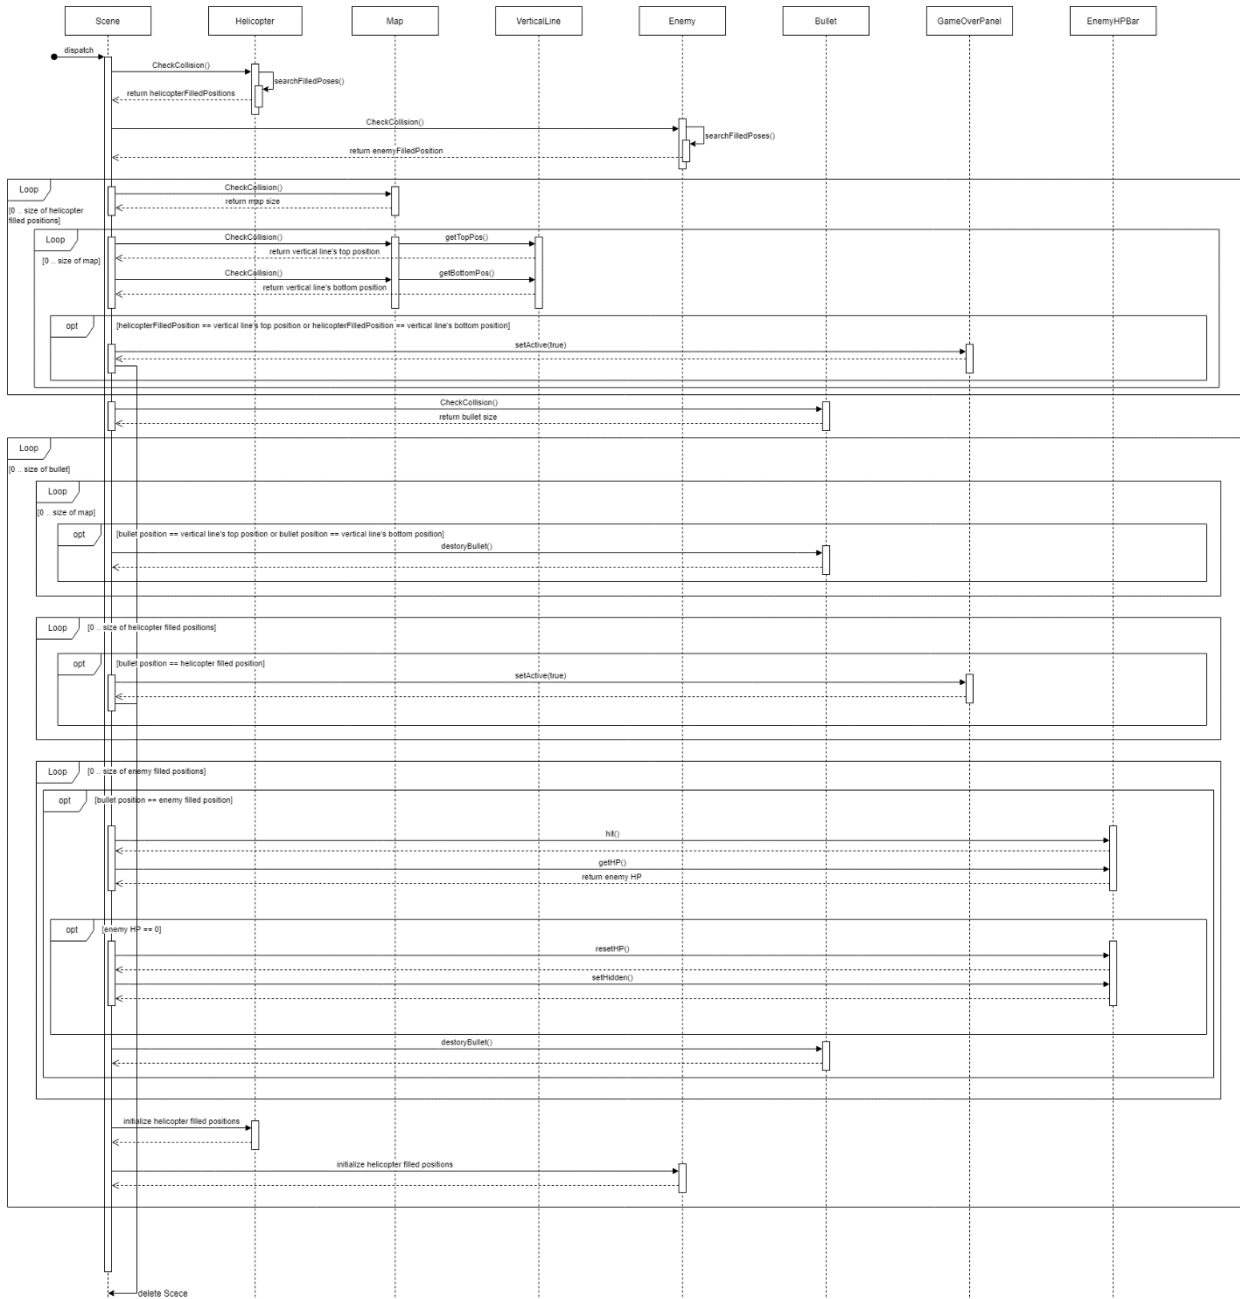 Scene
Helicopter
Map
VerticalLine
Enemy
Bullet
GameOverPanel
EnemyHPBar
dispatch
CheckCollision()
searchFilledPoses()
return helicopterFilledPositions
CheckCollision()
searchFilledPoses()
return enemyFilledPosition
Loop
[0 .. size of helicopter
filled positions]
CheckCollision()
return map size
Loop
[0 .. size of map]
CheckCollision()
getTopPos()
return vertical line's top position
CheckCollision()
getBottomPos()
return vertical line's bottom position
opt
[helicopterFilledPosition == vertical line's top position or helicopterFilledPosition == vertical line's bottom position]
setActive(true)
CheckCollision()
return bullet size
Loop
[0 .. size of bullet]
Loop
[0 .. size of map]
opt
[bullet position == vertical line's top position or bullet position == vertical line's bottom position]
destoryBullet()
Loop
[0 .. size of helicopter filled positions]
opt
[bullet position == helicopter filled position]
setActive(true)
Loop
[0 .. size of enemy filled positions]
opt
[bullet position == enemy filled position]
hit()
getHP()
return enemy HP
opt
[enemy HP == 0]
resetHP()
setHidden()
destoryBullet()
initialize helicopter filled positions
initialize helicopter filled positions
delete Scece